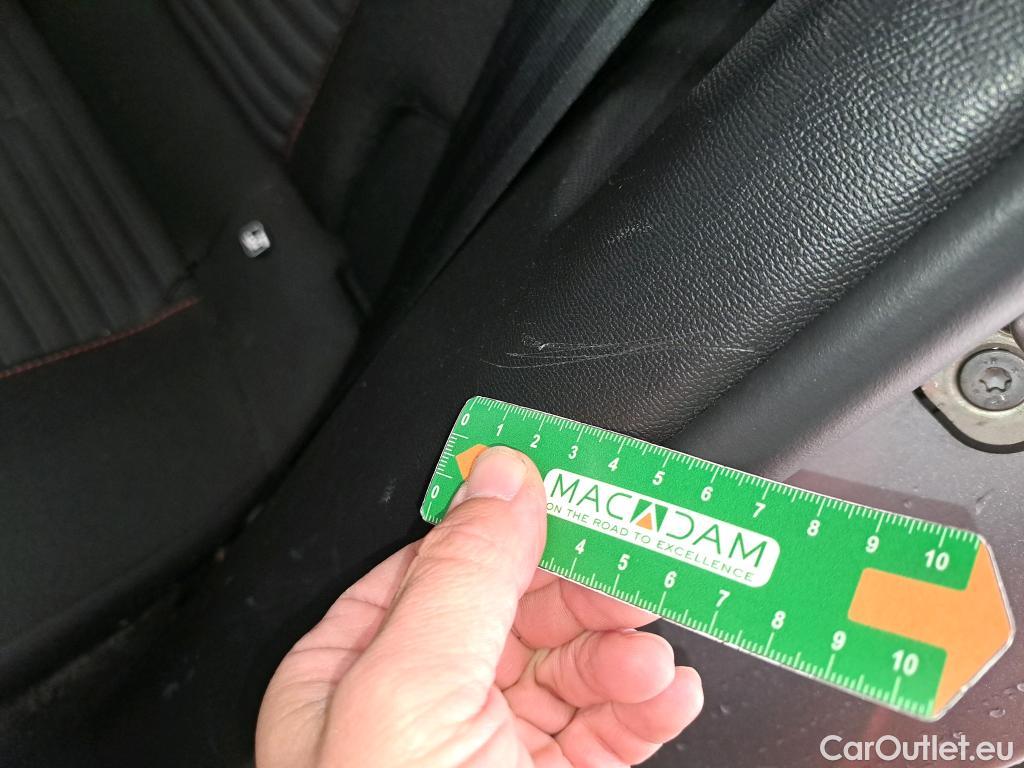 0 1 2 3 4 5 6 7 8 9 10
MACADAM
ON THE ROAD TO EXCELLENCE
0 4 5 6 7 8 9 10
CarOutlet.eu